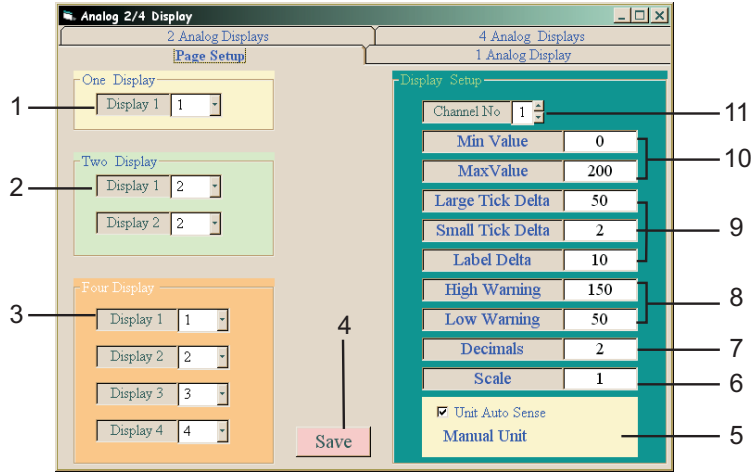 Analog 2/4 Display
2 Analog Displays
4 Analog Displays
Page Setup
1 Analog Display
One Display
1
Display 1 1
Two Display
2
Display 1 2
Display 2 2
Four Display
3
Display 1 1
Display 2 2
Display 3 3
Display 4 4
4
Save
Display Setup
Channel No 1
11
Min Value 0
MaxValue 200
10
Large Tick Delta 50
Small Tick Delta 2
Label Delta 10
9
High Warning 150
Low Warning 50
8
Decimals 2
7
Scale 1
6
Unit Auto Sense
Manual Unit
5